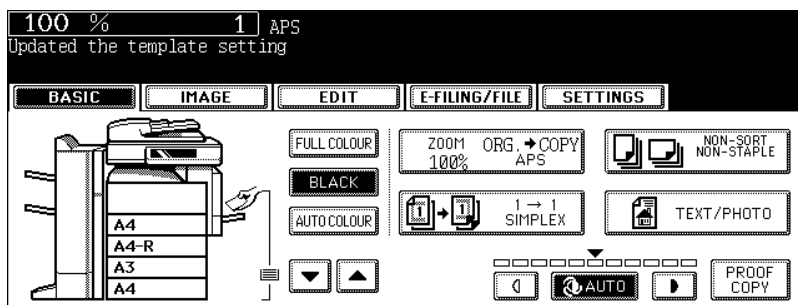 100 % 1 APS
Updated the template setting
BASIC IMAGE EDIT E-FILING/FILE SETTINGS
FULL COLOUR
BLACK
AUTO COLOUR
ZOOM ORG. → COPY
100% APS
NON-SORT
NON-STAPLE
1 → 1
1 → 1
SIMPLEX
TEXT/PHOTO
A4
A4-R
A3
A4
AUTO
PROOF
COPY